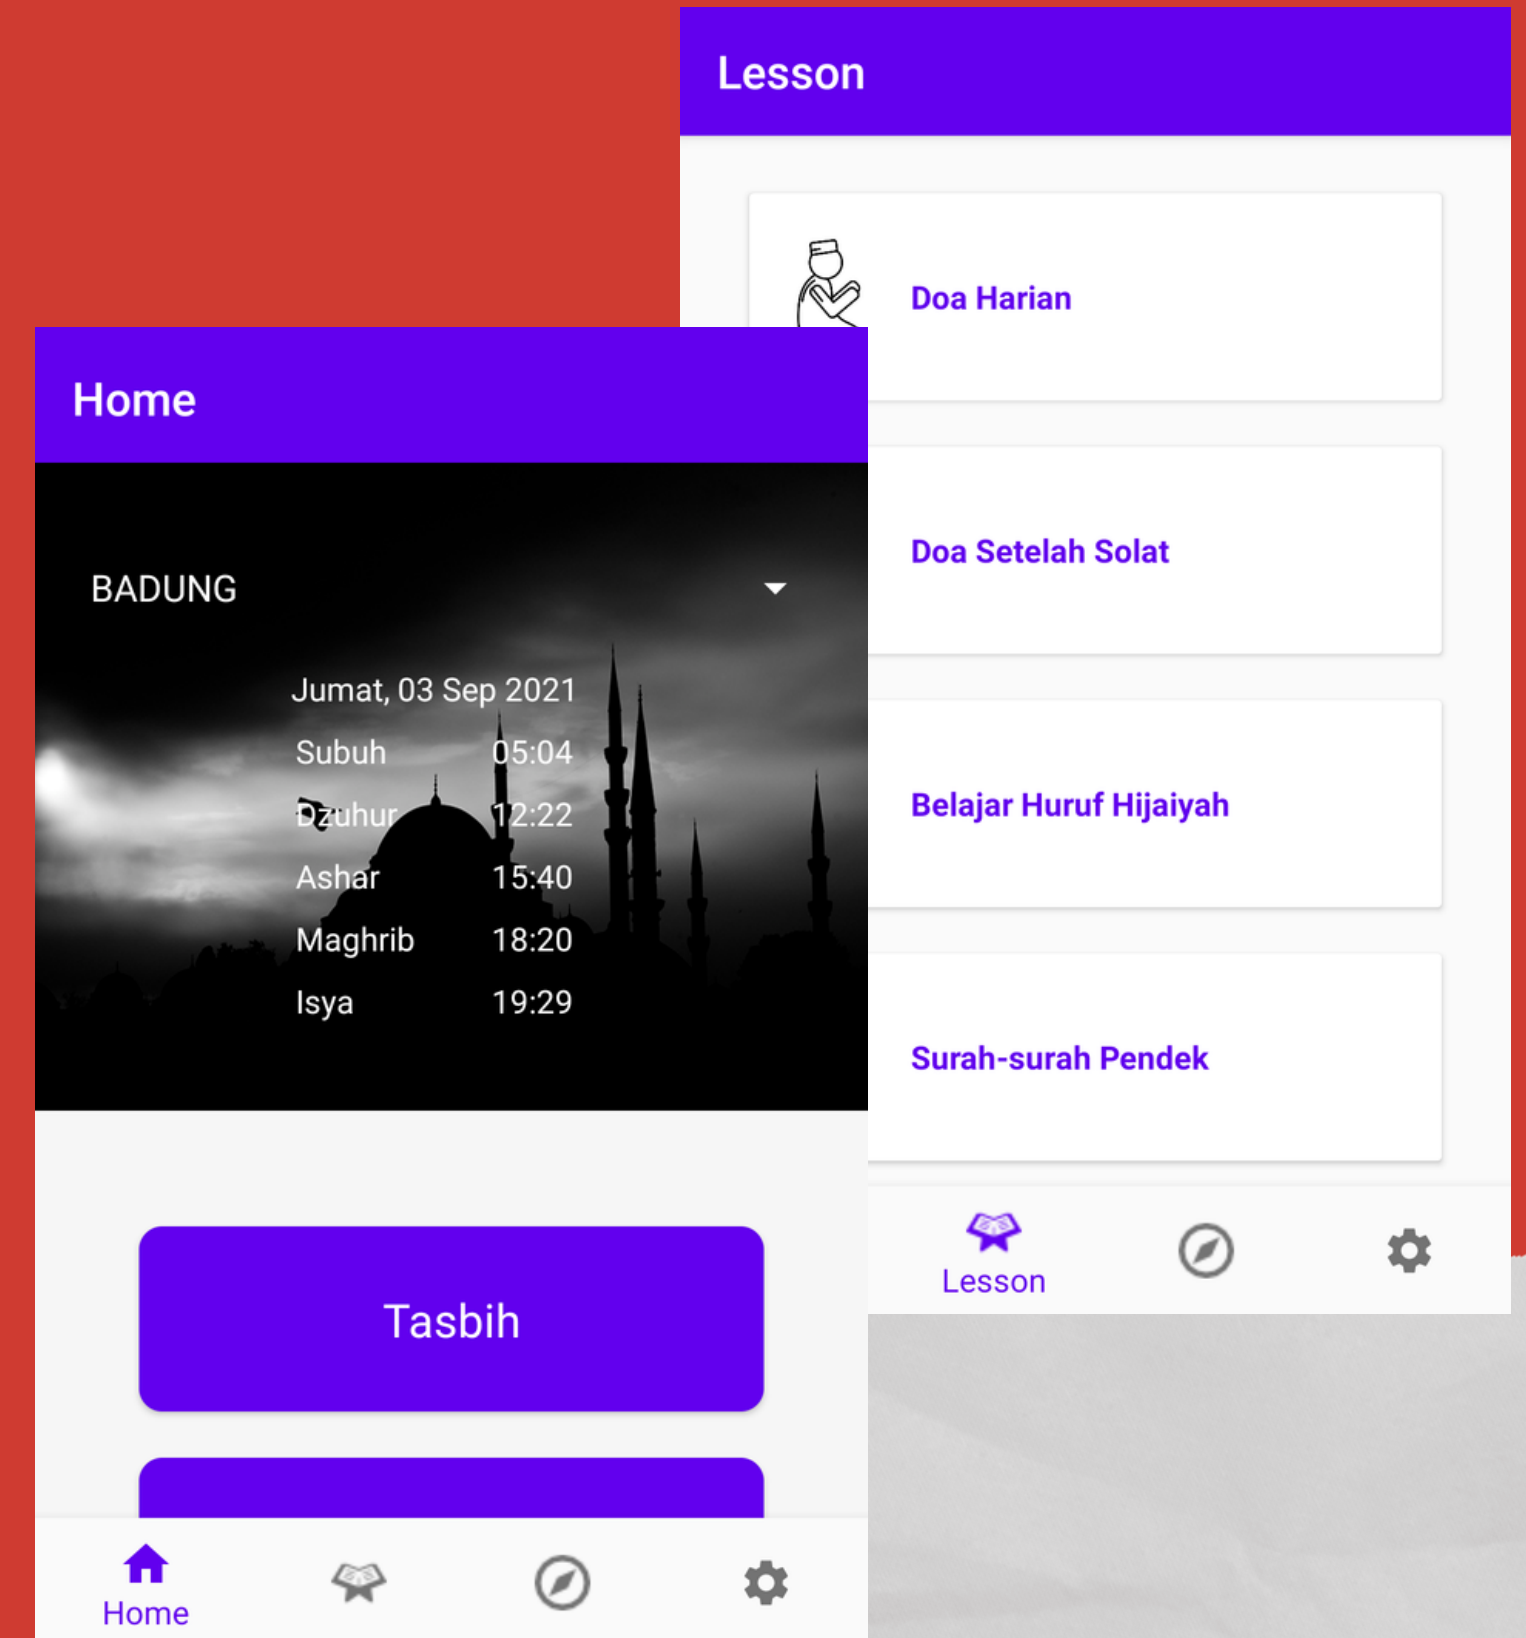 Lesson
Doa Harian
Doa Setelah Solat
Belajar Huruf Hijaiyah
Surah-surah Pendek
Lesson
Home
BADUNG
Jumat, 03 Sep 2021
Subuh 05:04
Dzuhur 12:22
Ashar 15:40
Maghrib 18:20
Isya 19:29
Tasbih
Home